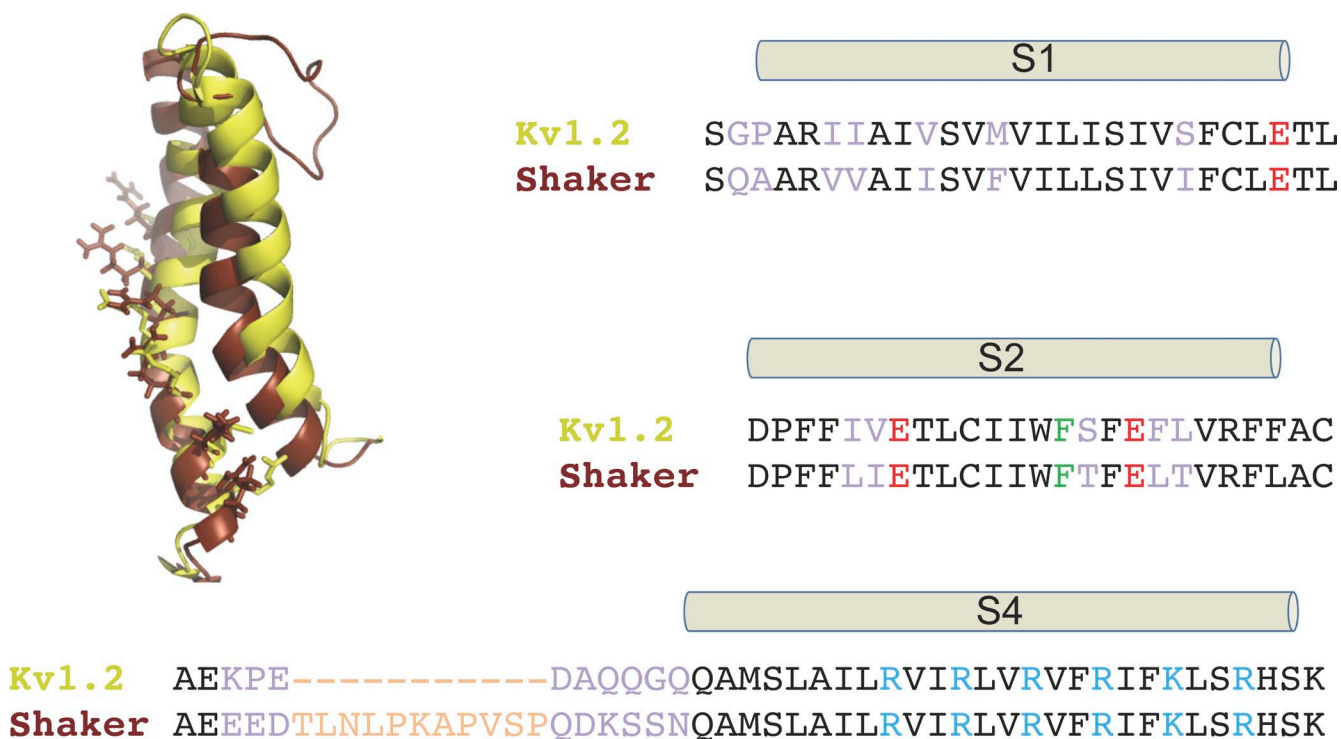 S1
Kv1.2 SGPARIIAIVSVMVILISIVSFCLETL
Shaker SQAARVVAIISVFVILLSIVIFCLETL
S2
Kv1.2 DPFFIVETLCIIWFSFEFLVRFFAC
Shaker DPFFLIETLCIIWFTFELTVRFLAC
S4
Kv1.2 AEKPE-----------DAQQGQQAMSLAILRVIRLVRVFRIFKLSRHSK
Shaker AEEEDTLNLPKAPVSPQDKSSNQAMSLAILRVIRLVRVFRIFKLSRHSK